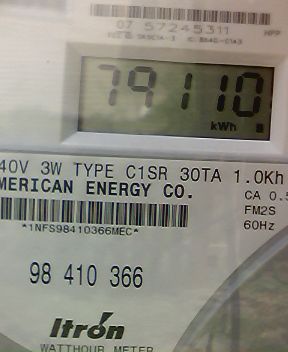 07 57245311
79110
kWh
40V 3W TYPE C1SR 30TA 1.0Kh
MERICAN ENERGY CO.
CA 0.5
*1NFS98410366MEC*
FM2S
60Hz
98 410 366
Itron
WATTHOUR METER